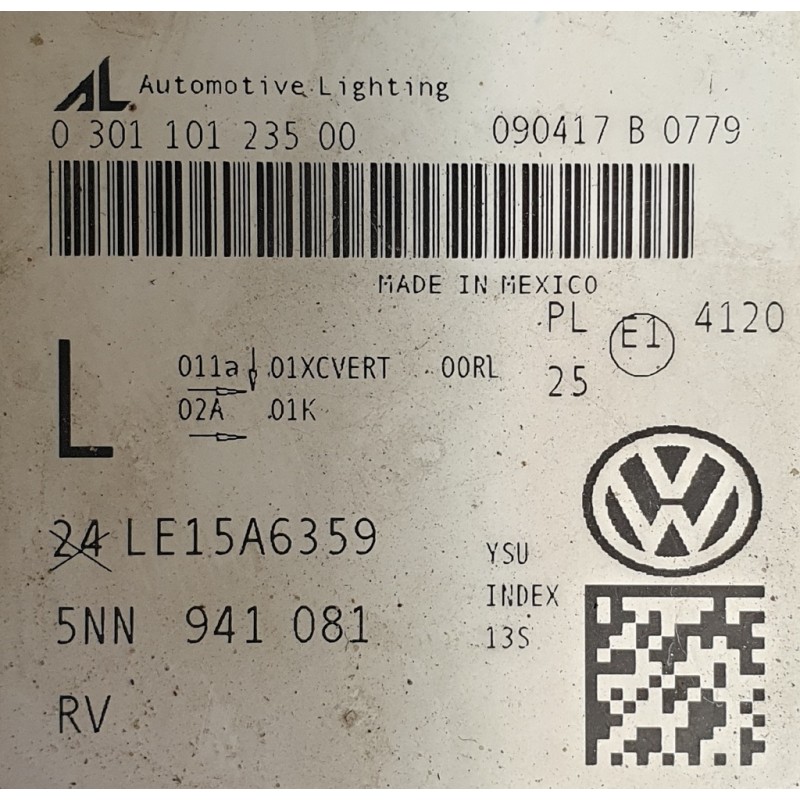 AL Automotive Lighting
0 301 101 235 00 090417 B 0779
MADE IN MEXICO
PL E1 4120
25
L
011a .01XCVERT 00RL
02A .01K
24 LE15A6359
YSU
INDEX
13S
5NN 941 081
RV